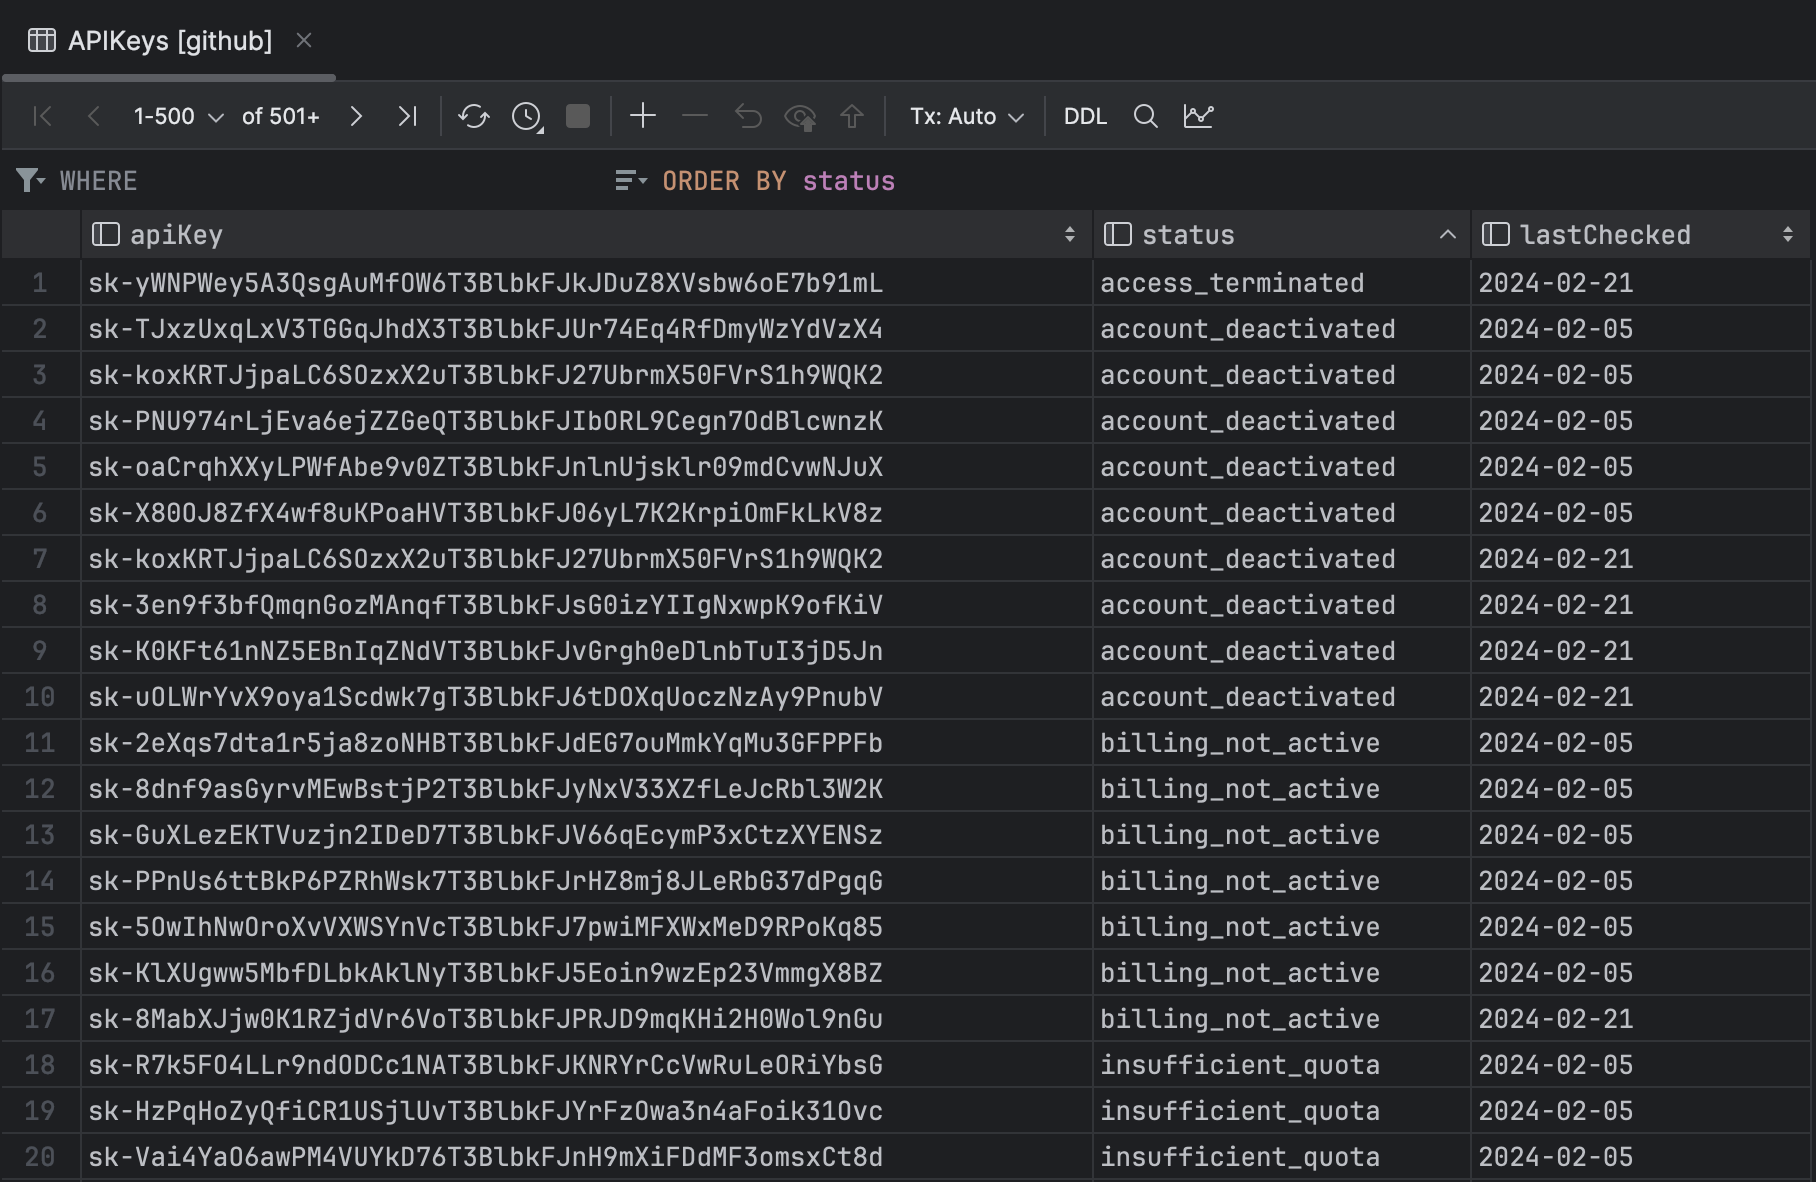 APIKeys [github]
1-500 of 501+ Tx: Auto DDL
WHERE ORDER BY status
apiKey status lastChecked
1 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 access_terminated 2024-02-21
2 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 account_deactivated 2024-02-05
3 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 account_deactivated 2024-02-05
4 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 account_deactivated 2024-02-05
5 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 account_deactivated 2024-02-05
6 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 account_deactivated 2024-02-05
7 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 account_deactivated 2024-02-21
8 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 account_deactivated 2024-02-21
9 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 account_deactivated 2024-02-21
10 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 account_deactivated 2024-02-21
11 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 billing_not_active 2024-02-05
12 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 billing_not_active 2024-02-05
13 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 billing_not_active 2024-02-05
14 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 billing_not_active 2024-02-05
15 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 billing_not_active 2024-02-05
16 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 billing_not_active 2024-02-05
17 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 billing_not_active 2024-02-21
18 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 insufficient_quota 2024-02-05
19 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 insufficient_quota 2024-02-05
20 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 insufficient_quota 2024-02-05